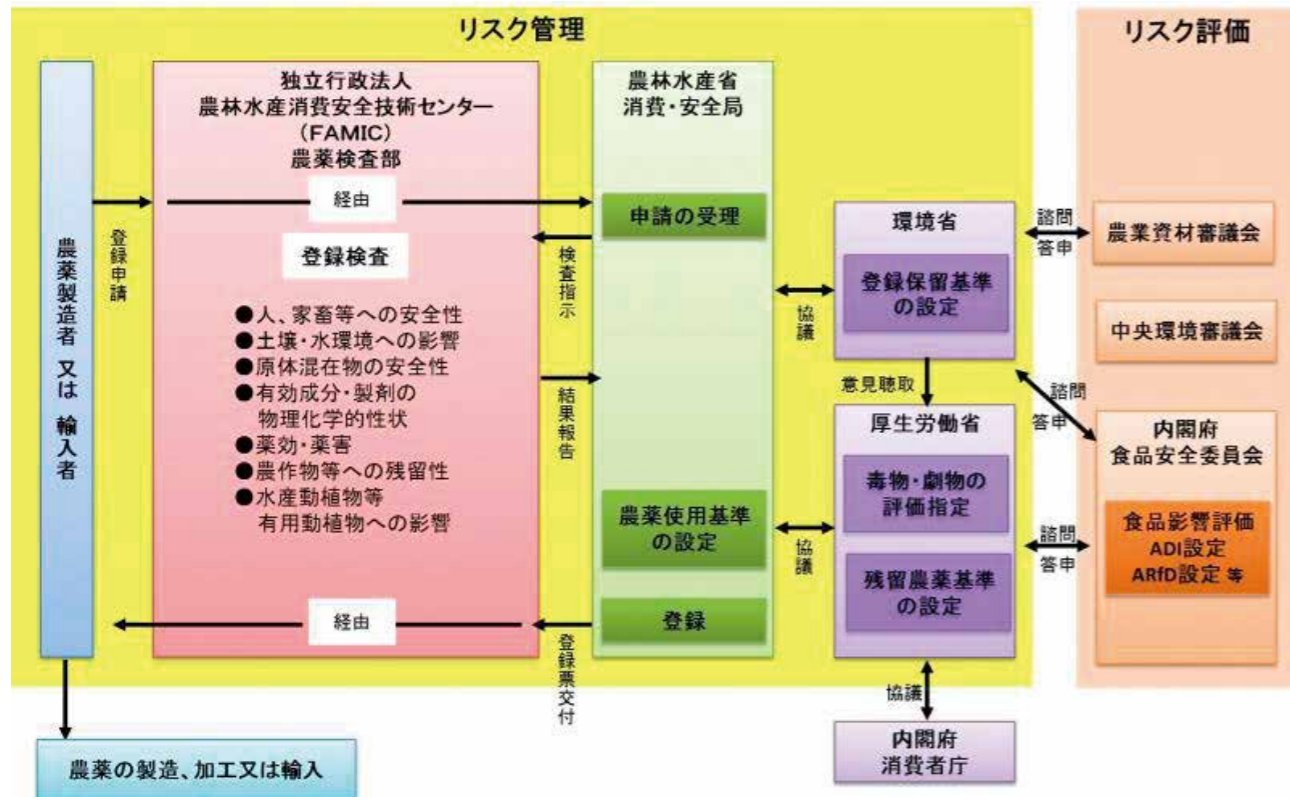 リスク管理
リスク評価
農薬製造者 又は 輸入者
登録申請
独立行政法人
農林水産消費安全技術センター
(FAMIC)
農薬検査部
経由
登録検査
●人、家畜等への安全性
●土壌・水環境への影響
●原体混在物の安全性
●有効成分・製剤の
物理化学的性状
●薬効・薬害
●農作物等への残留性
●水産動植物等
有用動植物への影響
経由
検査指示
結果報告
登録票交付
農林水産省
消費・安全局
申請の受理
農薬使用基準
の設定
登録
協議
協議
環境省
登録保留基準
の設定
意見聴取
厚生労働省
毒物・劇物の
評価指定
残留農薬基準
の設定
協議
内閣府
消費者庁
諮問
答申
諮問
答申
諮問
答申
農業資材審議会
中央環境審議会
内閣府
食品安全委員会
食品影響評価
ADI設定
ARfD設定 等
農薬の製造、加工又は輸入